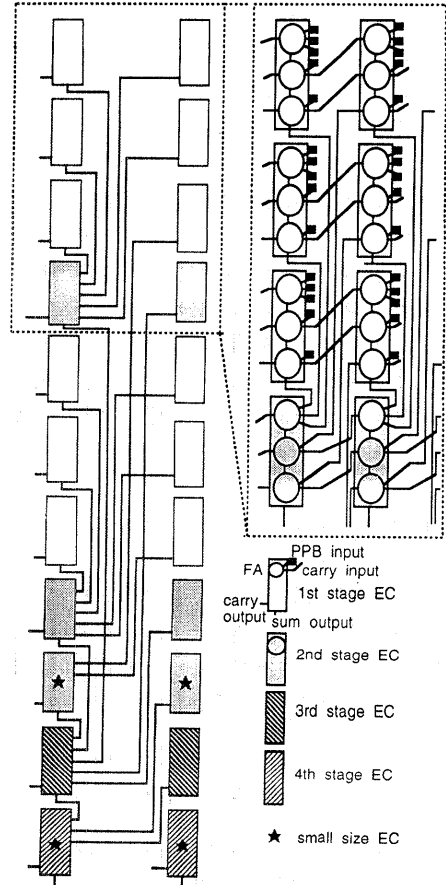 PPB input
FA
carry input
1st stage EC
carry
output
sum output
2nd stage EC
3rd stage EC
4th stage EC
small size EC